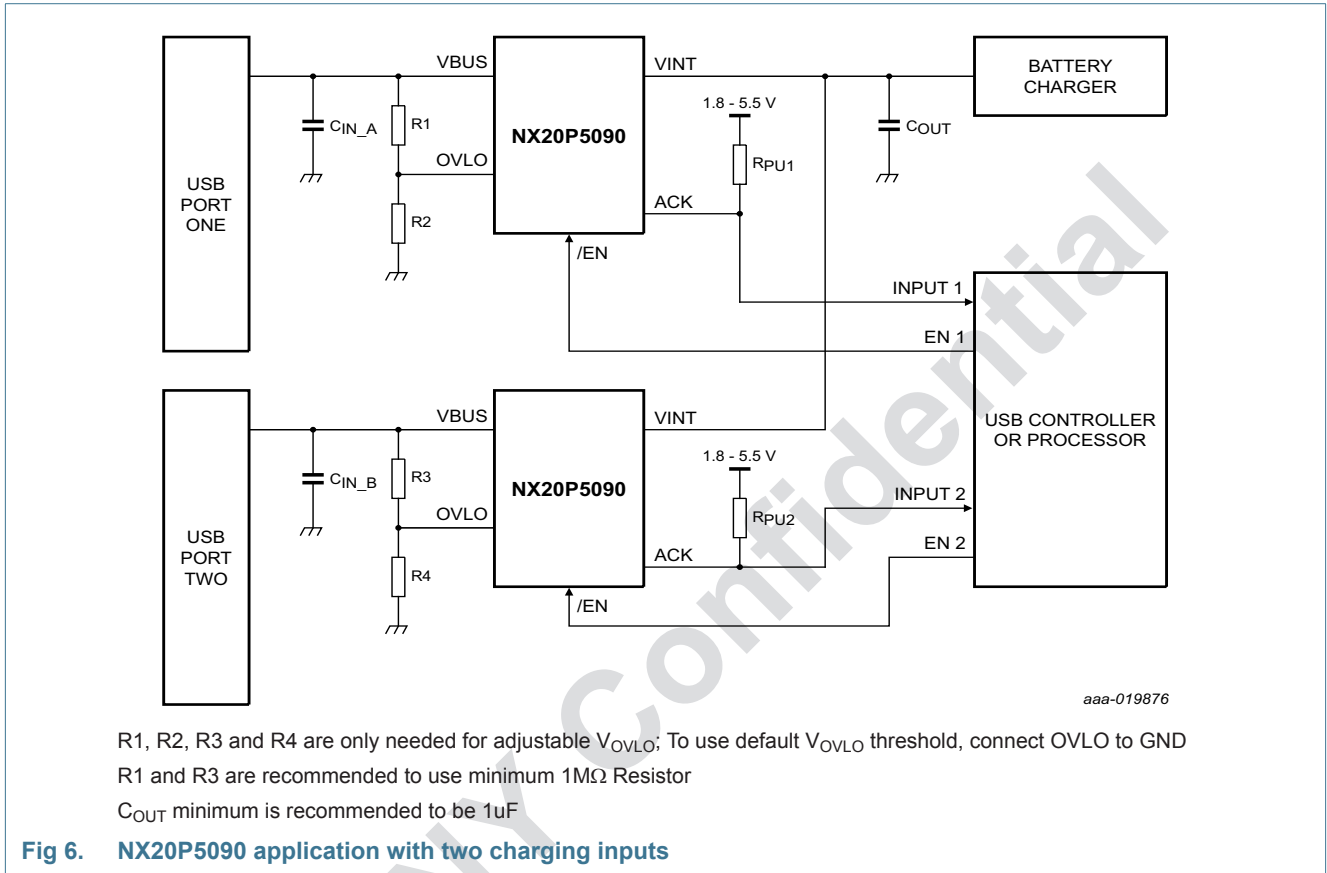 USB
PORT
ONE
VBUS
CIN_A
R1
OVLO
R2
NX20P5090
VINT
1.8 - 5.5 V
RPU1
ACK
/EN
COUT
BATTERY
CHARGER
INPUT 1
EN 1
USB CONTROLLER
OR PROCESSOR
INPUT 2
EN 2
USB
PORT
TWO
VBUS
CIN_B
R3
OVLO
R4
NX20P5090
VINT
1.8 - 5.5 V
RPU2
ACK
/EN
aaa-019876
R1, R2, R3 and R4 are only needed for adjustable VOVLO; To use default VOVLO threshold, connect OVLO to GND
R1 and R3 are recommended to use minimum 1MΩ Resistor
COUT minimum is recommended to be 1uF
Fig 6. NX20P5090 application with two charging inputs
NY Confidential